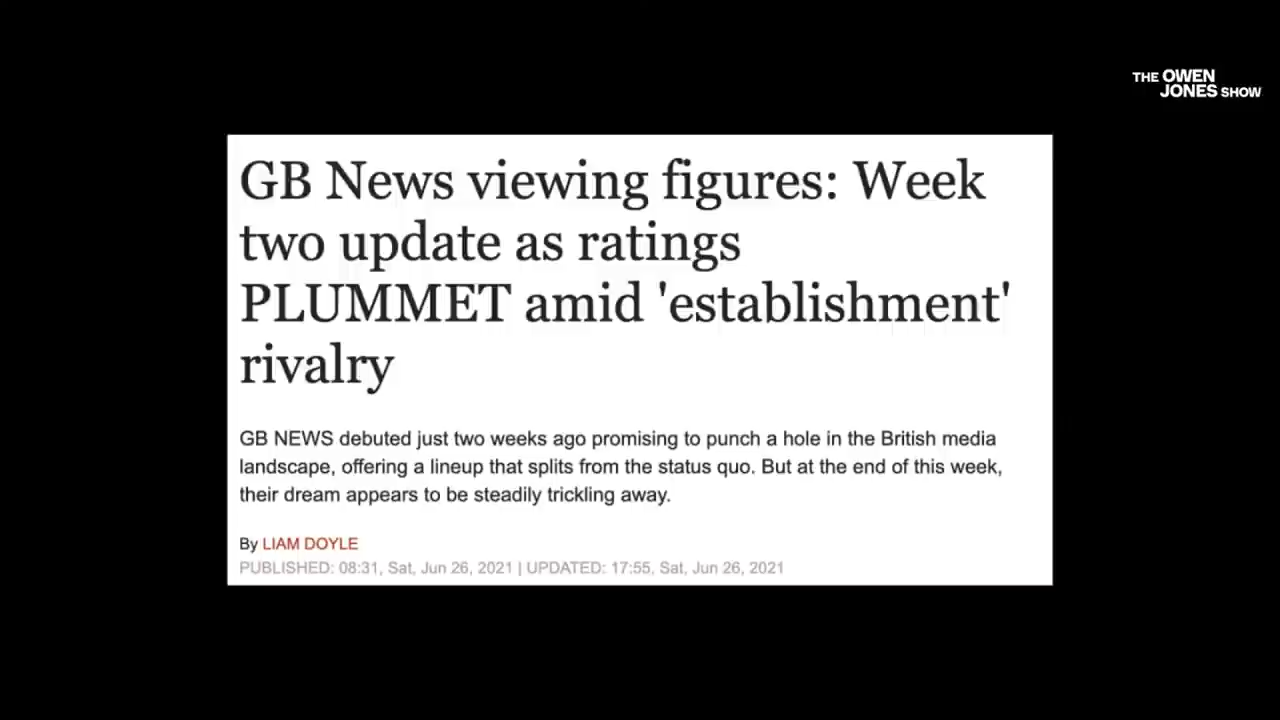 THE OWEN
JONES SHOW
GB News viewing figures: Week
two update as ratings
PLUMMET amid 'establishment'
rivalry
GB NEWS debuted just two weeks ago promising to punch a hole in the British media
landscape, offering a lineup that splits from the status quo. But at the end of this week,
their dream appears to be steadily trickling away.
By LIAM DOYLE
PUBLISHED: 08:31, Sat, Jun 26, 2021 | UPDATED: 17:55, Sat, Jun 26, 2021